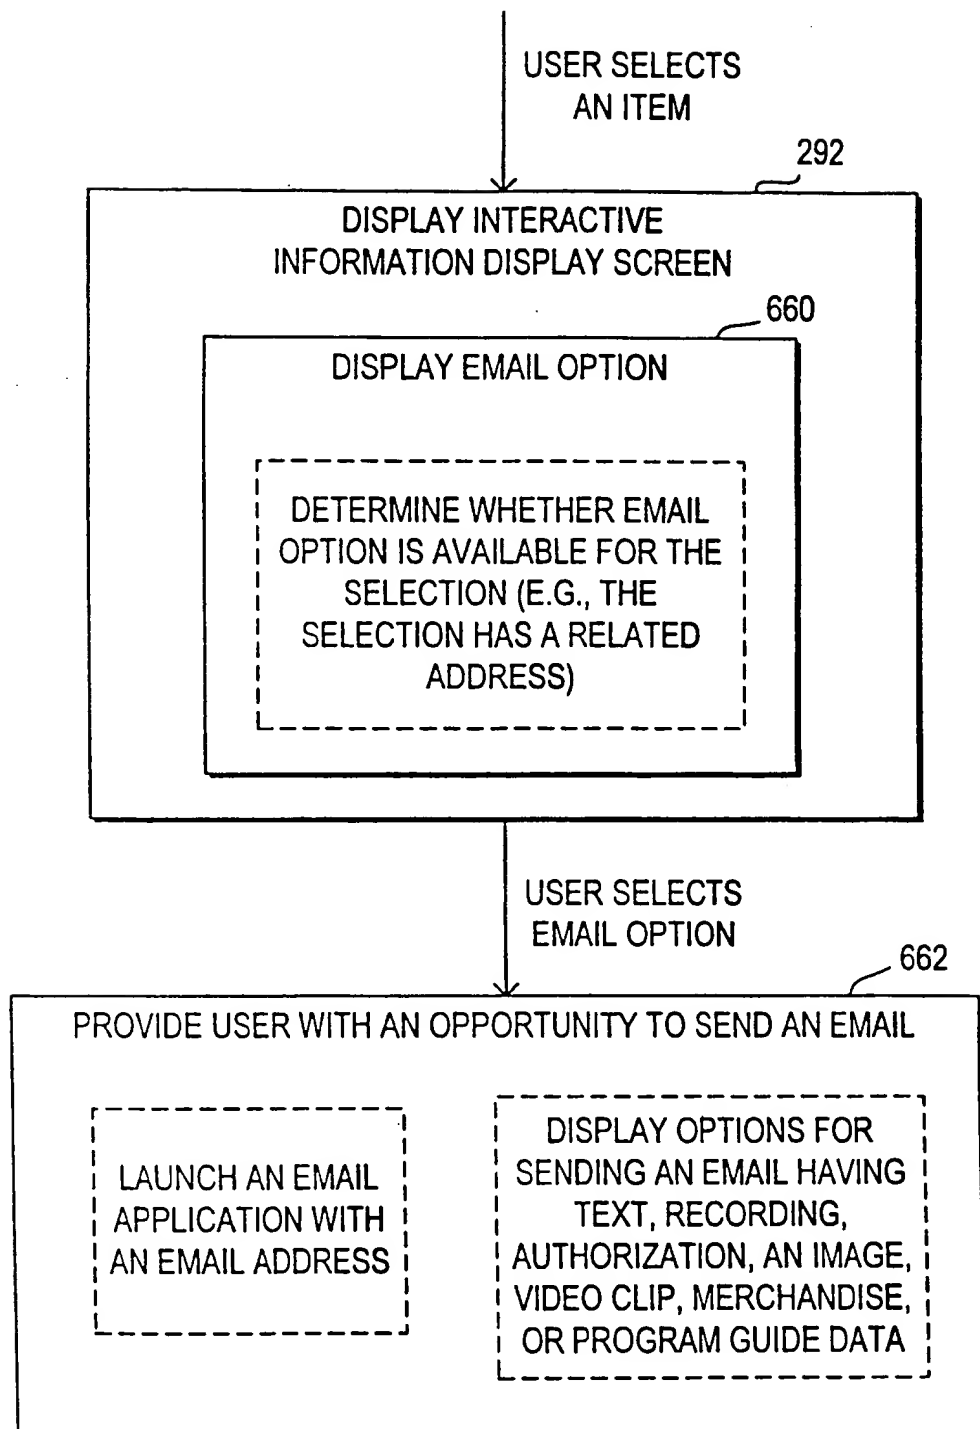 USER SELECTS
AN ITEM
292
DISPLAY INTERACTIVE
INFORMATION DISPLAY SCREEN
660
DISPLAY EMAIL OPTION
DETERMINE WHETHER EMAIL
OPTION IS AVAILABLE FOR THE
SELECTION (E.G., THE
SELECTION HAS A RELATED
ADDRESS)
USER SELECTS
EMAIL OPTION
662
PROVIDE USER WITH AN OPPORTUNITY TO SEND AN EMAIL
LAUNCH AN EMAIL
APPLICATION WITH
AN EMAIL ADDRESS
DISPLAY OPTIONS FOR
SENDING AN EMAIL HAVING
TEXT, RECORDING,
AUTHORIZATION, AN IMAGE,
VIDEO CLIP, MERCHANDISE,
OR PROGRAM GUIDE DATA